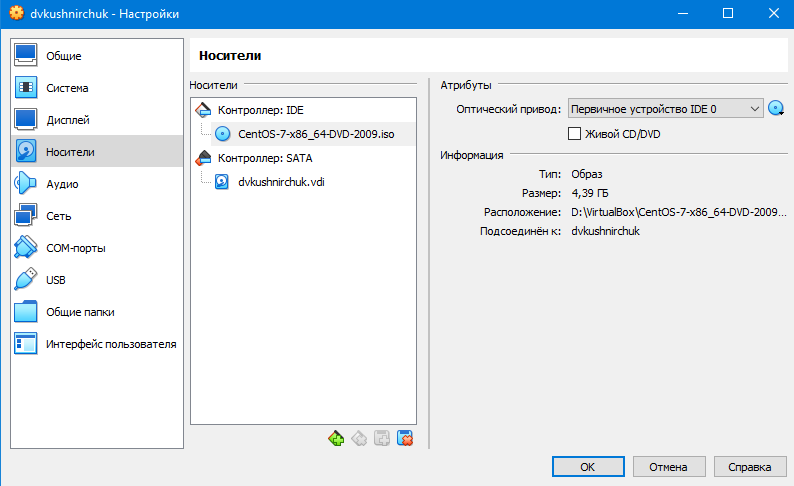 dvkushnirchuk - Настройки
Общие
Система
Дисплей
Носители
Аудио
Сеть
COM-порты
USB
Общие папки
Интерфейс пользователя
Носители
Носители
Контроллер: IDE
CentOS-7-x86_64-DVD-2009.iso
Контроллер: SATA
dvkushnirchuk.vdi
Атрибуты
Оптический привод: Первичное устройство IDE 0
Живой CD/DVD
Информация
Тип: Образ
Размер: 4,39 ГБ
Расположение: D:\VirtualBox\CentOS-7-x86_64-DVD-2009...
Подсоединён к: dvkushnirchuk
OK
Отмена
Справка